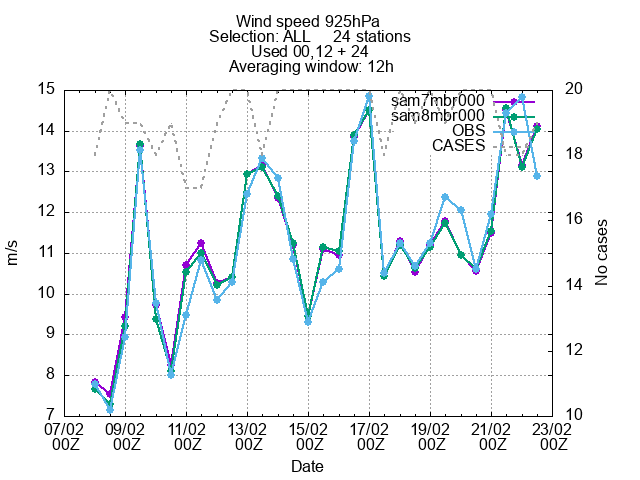 Wind speed 925hPa
Selection: ALL 24 stations
Used 00,12 + 24
Averaging window: 12h
15
14
13
12
11
10
9
8
7
m/s
20
18
16
14
12
10
No cases
sam7mbr000
sam8mbr000
OBS
CASES
07/02 09/02 11/02 13/02 15/02 17/02 19/02 21/02 23/02
00Z 00Z 00Z 00Z 00Z 00Z 00Z 00Z 00Z
Date